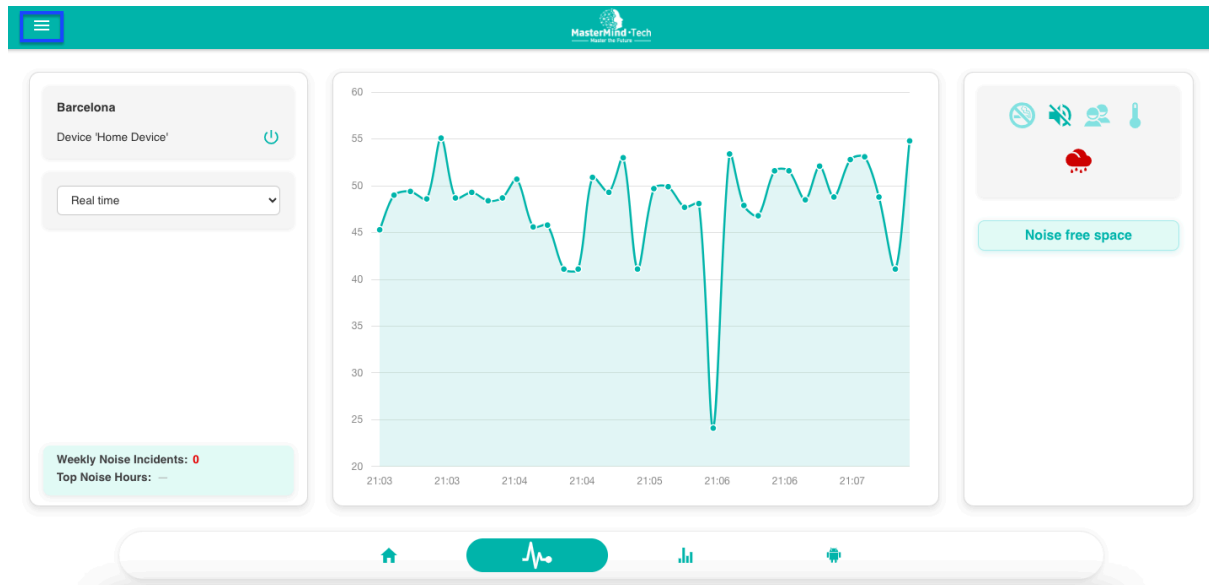 MasterMind·Tech
Master the Future
Barcelona
Device 'Home Device'
Real time
Weekly Noise Incidents: 0
Top Noise Hours: —
60
55
50
45
40
35
30
25
20
21:03 21:03 21:04 21:04 21:05 21:06 21:06 21:07
Noise free space